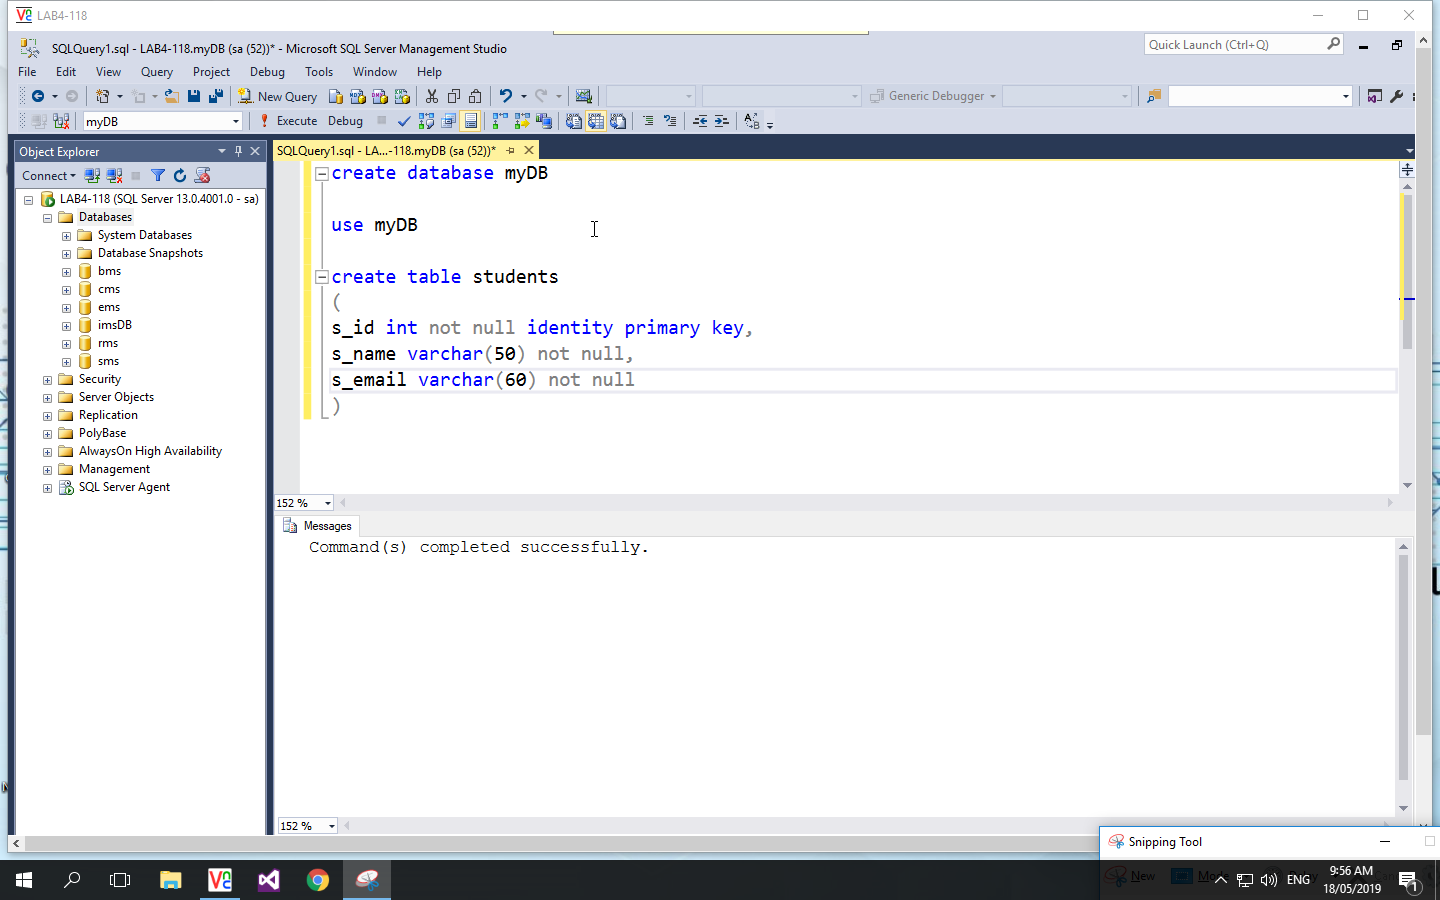 LAB4-118
SQLQuery1.sql - LAB4-118.myDB (sa (52))* - Microsoft SQL Server Management Studio
Quick Launch (Ctrl+Q)
File Edit View Query Project Debug Tools Window Help
New Query
Generic Debugger
myDB
Execute Debug
Object Explorer
Connect
LAB4-118 (SQL Server 13.0.4001.0 - sa)
Databases
System Databases
Database Snapshots
bms
cms
ems
imsDB
rms
sms
Security
Server Objects
Replication
PolyBase
AlwaysOn High Availability
Management
SQL Server Agent
SQLQuery1.sql - LA...-118.myDB (sa (52))*
create database myDB
use myDB
create table students
(
s_id int not null identity primary key,
s_name varchar(50) not null,
s_email varchar(60) not null
)
152 %
Messages
Command(s) completed successfully.
152 %
Snipping Tool
New
ENG
9:56 AM
18/05/2019
1